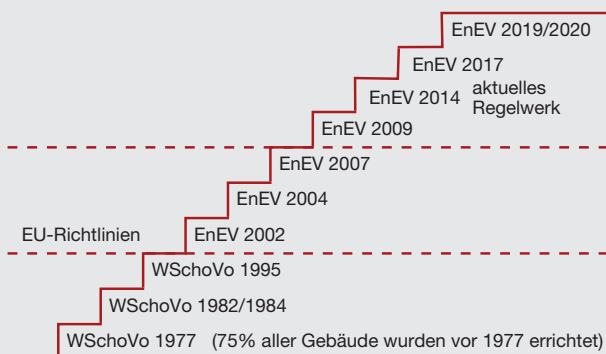 EnEV 2019/2020
EnEV 2017
EnEV 2014 aktuelles
Regelwerk
EnEV 2009
EnEV 2007
EnEV 2004
EU-Richtlinien EnEV 2002
WSchoVo 1995
WSchoVo 1982/1984
WSchoVo 1977 (75% aller Gebäude wurden vor 1977 errichtet)